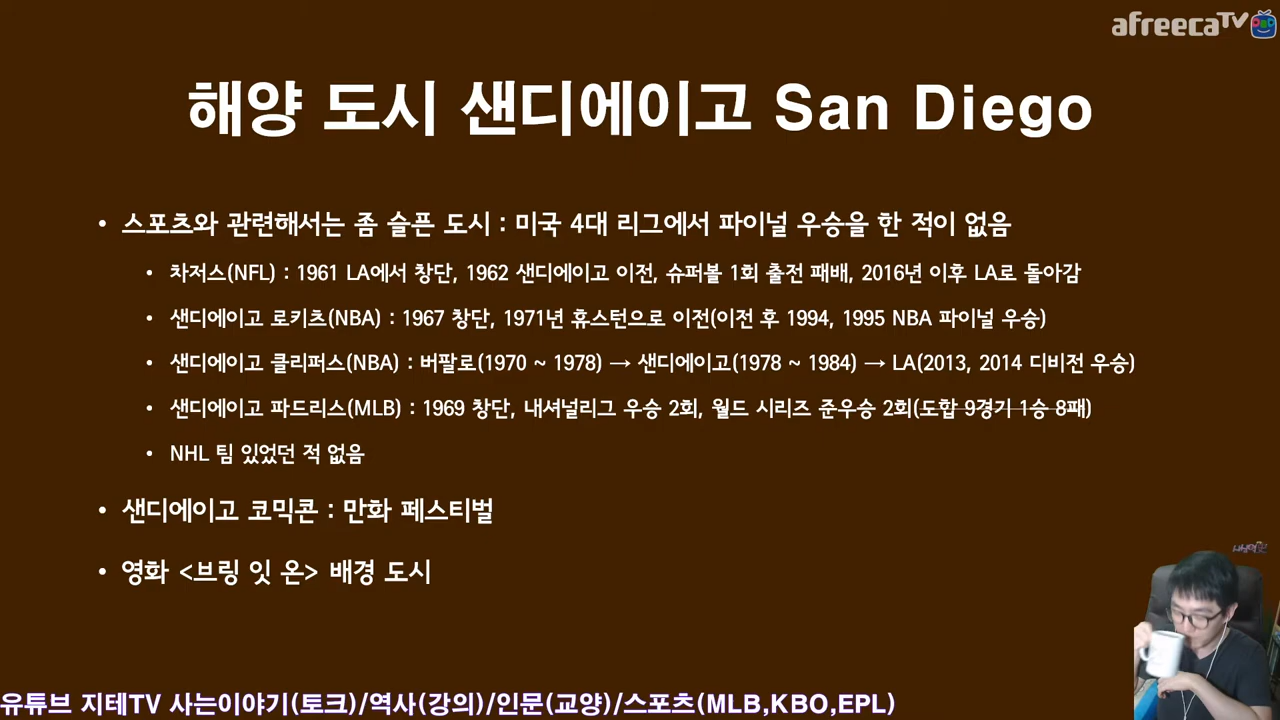 afreecaTV
해양 도시 샌디에이고 San Diego
• 스포츠와 관련해서는 좀 슬픈 도시 : 미국 4대 리그에서 파이널 우승을 한 적이 없음
• 차저스(NFL) : 1961 LA에서 창단, 1962 샌디에이고 이전, 슈퍼볼 1회 출전 패배, 2016년 이후 LA로 돌아감
• 샌디에이고 로키츠(NBA) : 1967 창단, 1971년 휴스턴으로 이전(이전 후 1994, 1995 NBA 파이널 우승)
• 샌디에이고 클리퍼스(NBA) : 버팔로(1970 ~ 1978) → 샌디에이고(1978 ~ 1984) → LA(2013, 2014 디비전 우승)
• 샌디에이고 파드리스(MLB) : 1969 창단, 내셔널리그 우승 2회, 월드 시리즈 준우승 2회(도합 9경기 1승 8패)
• NHL 팀 있었던 적 없음
• 샌디에이고 코믹콘 : 만화 페스티벌
• 영화 <브링 잇 온> 배경 도시
유튜브 지테TV 사는이야기(토크)/역사(강의)/인문(교양)/스포츠(MLB,KBO,EPL)